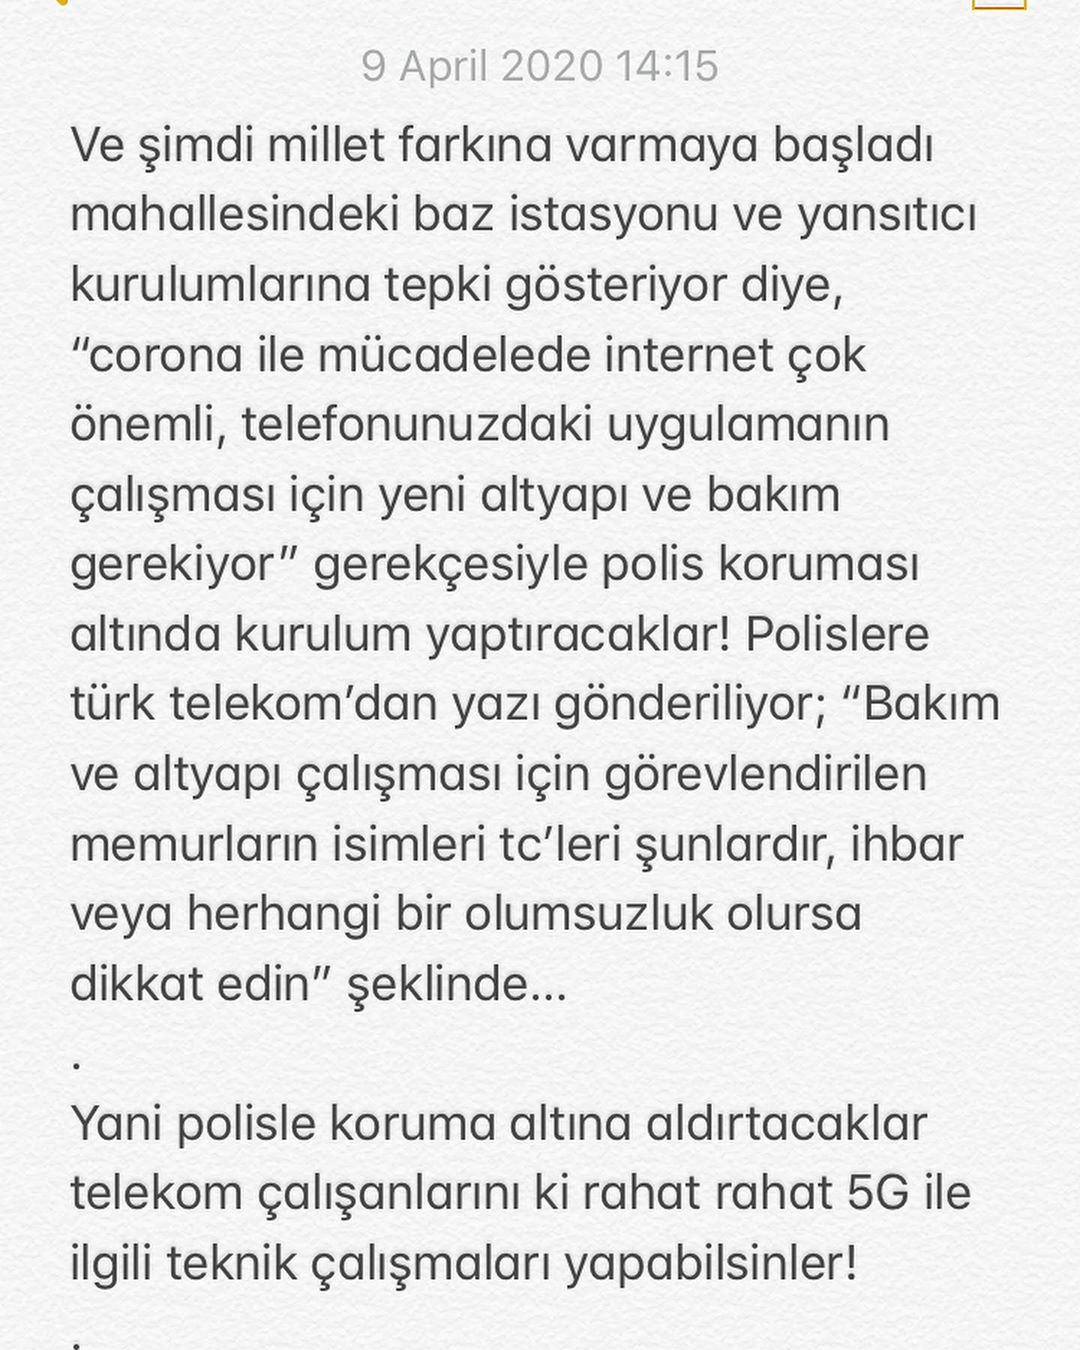 9 April 2020 14:15
Ve şimdi millet farkına varmaya başladı
mahallesindeki baz istasyonu ve yansıtıcı
kurulumlarına tepki gösteriyor diye,
“corona ile mücadelede internet çok
önemli, telefonunuzdaki uygulamanın
çalışması için yeni altyapı ve bakım
gerekiyor” gerekçesiyle polis koruması
altında kurulum yaptıracaklar! Polislere
türk telekom’dan yazı gönderiliyor; “Bakım
ve altyapı çalışması için görevlendirilen
memurların isimleri tc’leri şunlardır, ihbar
veya herhangi bir olumsuzluk olursa
dikkat edin” şeklinde...
.
Yani polisle koruma altına aldırtacaklar
telekom çalışanlarını ki rahat rahat 5G ile
ilgili teknik çalışmaları yapabilsinler!
.